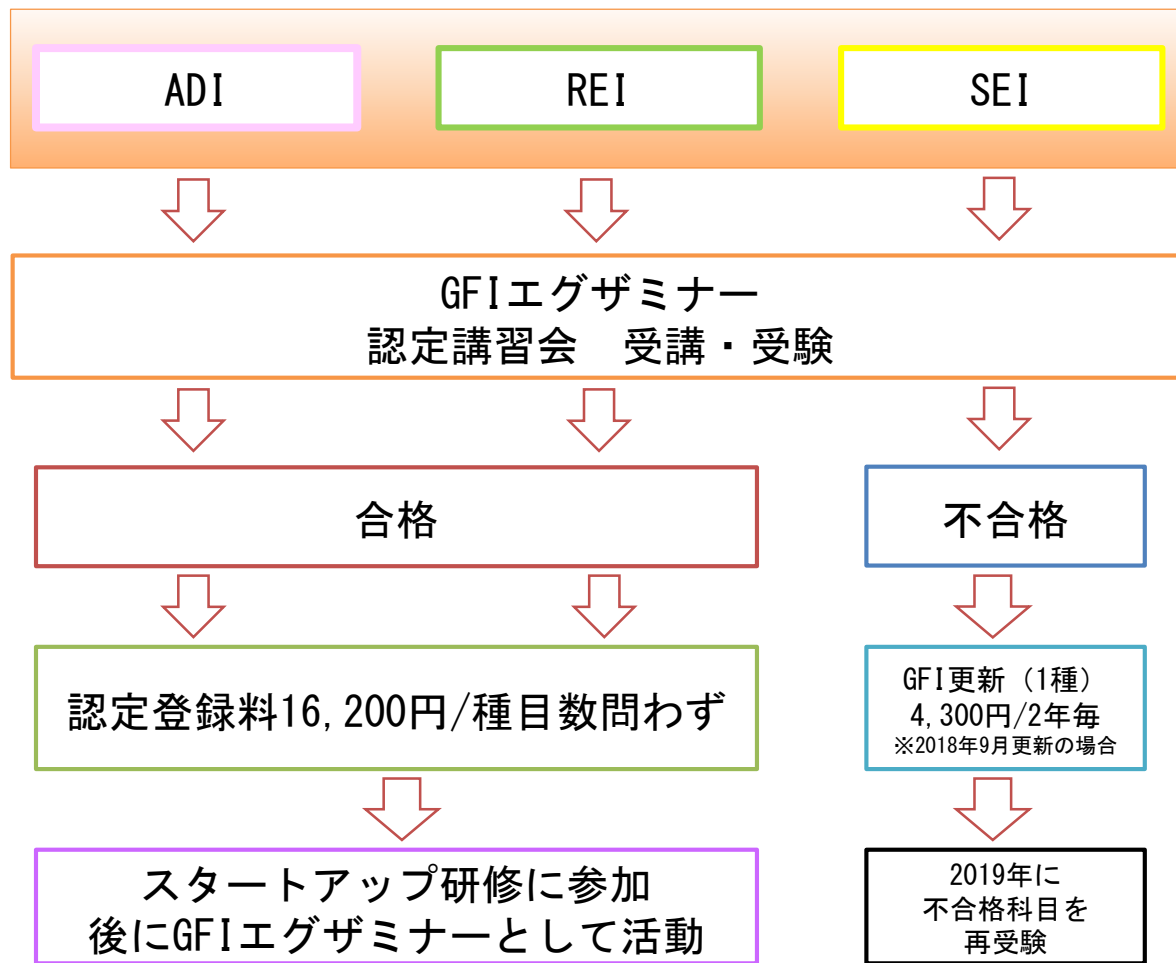 ADI
REI
SEI
GFIエグザミナー
認定講習会　受講・受験
合格
不合格
認定登録料16,200円/種目数問わず
GFI更新（1種）
4,300円/2年毎
※2018年9月更新の場合
スタートアップ研修に参加
後にGFIエグザミナーとして活動
2019年に
不合格科目を
再受験